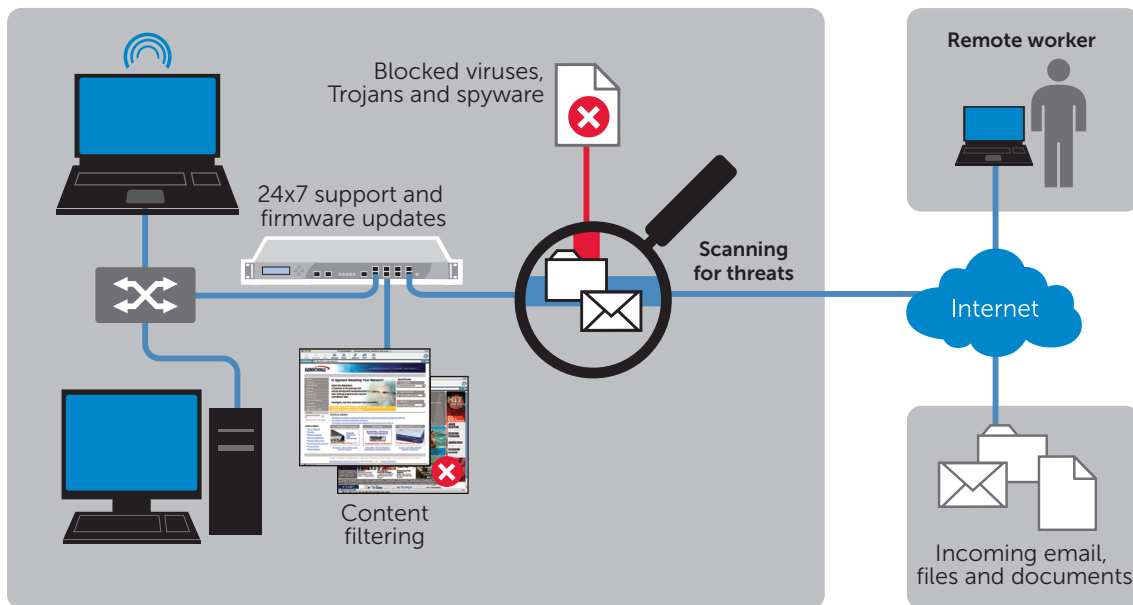 Blocked viruses,
Trojans and spyware
Remote worker
24x7 support and
firmware updates
Scanning
for threats
Internet
SONICWALL
Content
filtering
Incoming email,
files and documents